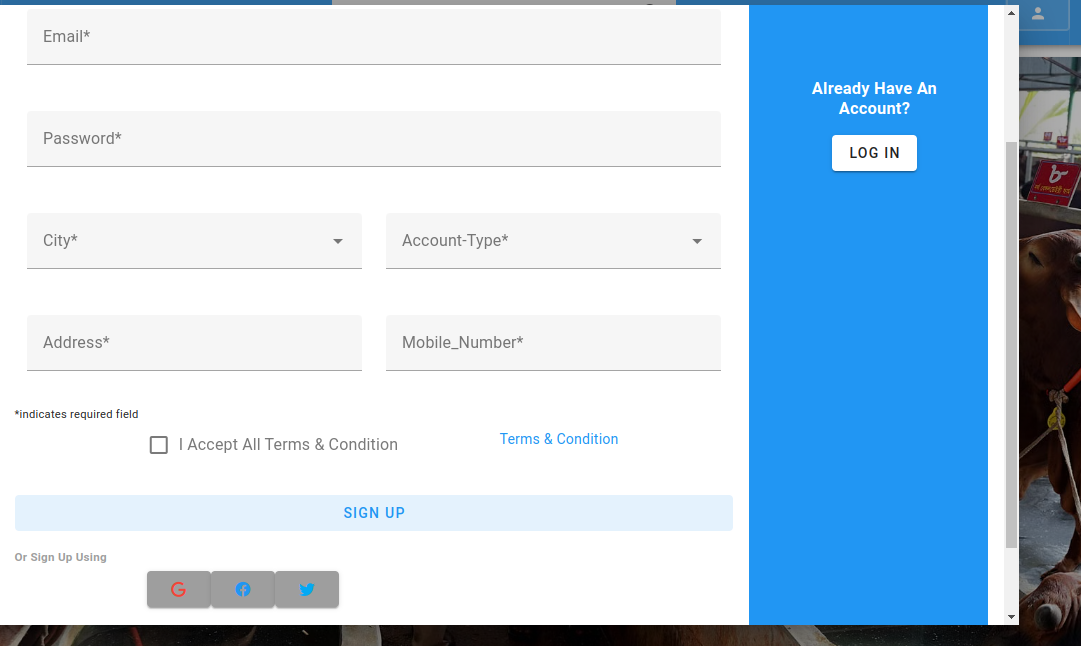 Email*
Password*
City*
Account-Type*
Address*
Mobile_Number*
*indicates required field
I Accept All Terms & Condition
Terms & Condition
SIGN UP
Or Sign Up Using
Already Have An
Account?
LOG IN